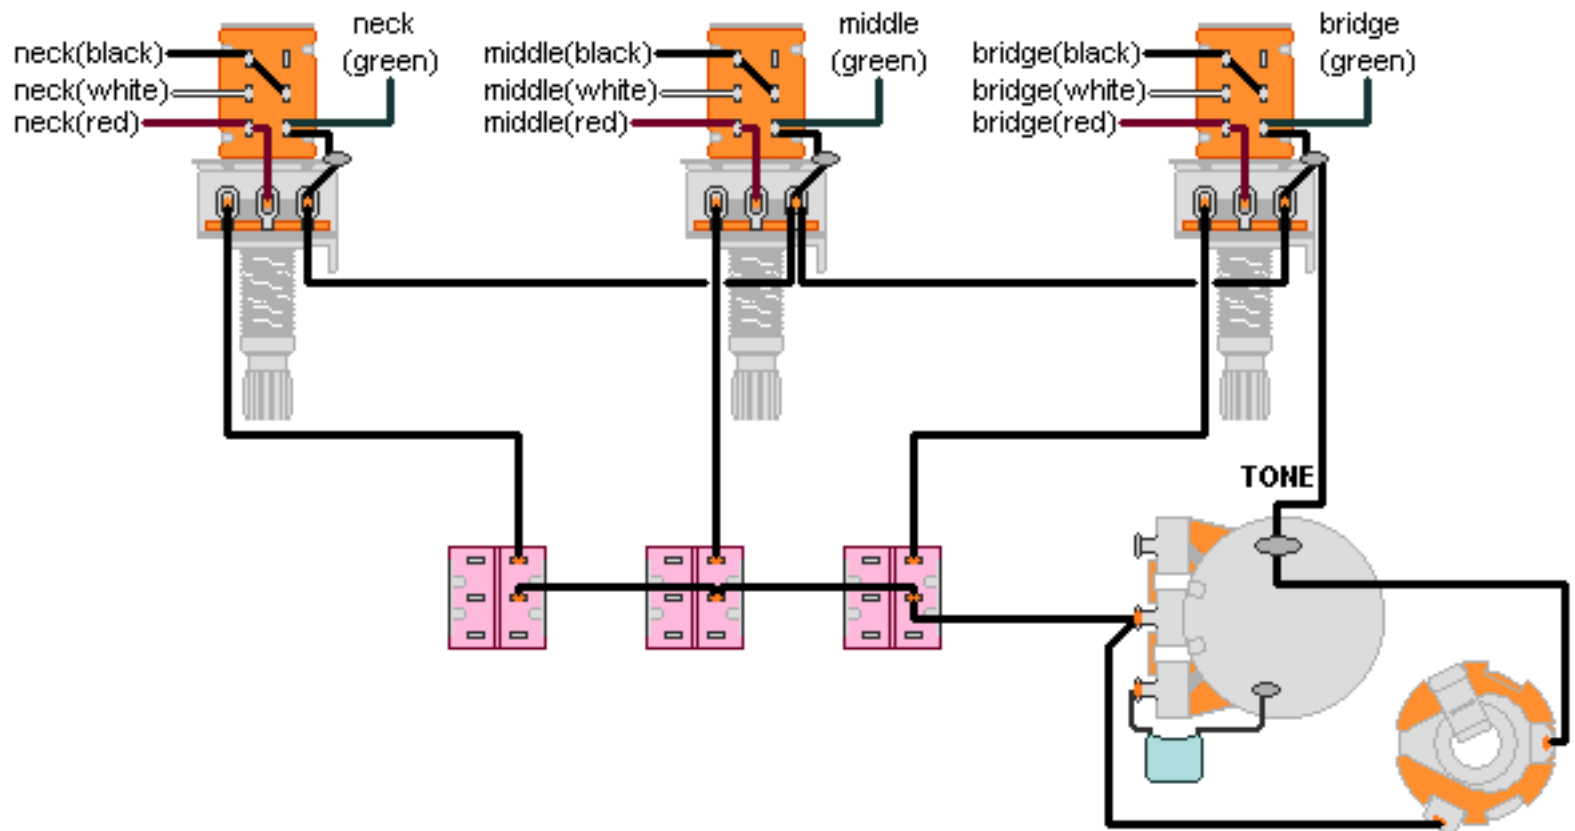 neck
neck(black)
(green)
neck(white)
neck(red)
middle
middle(black)
(green)
middle(white)
middle(red)
bridge
bridge(black)
(green)
bridge(white)
bridge(red)
TONE